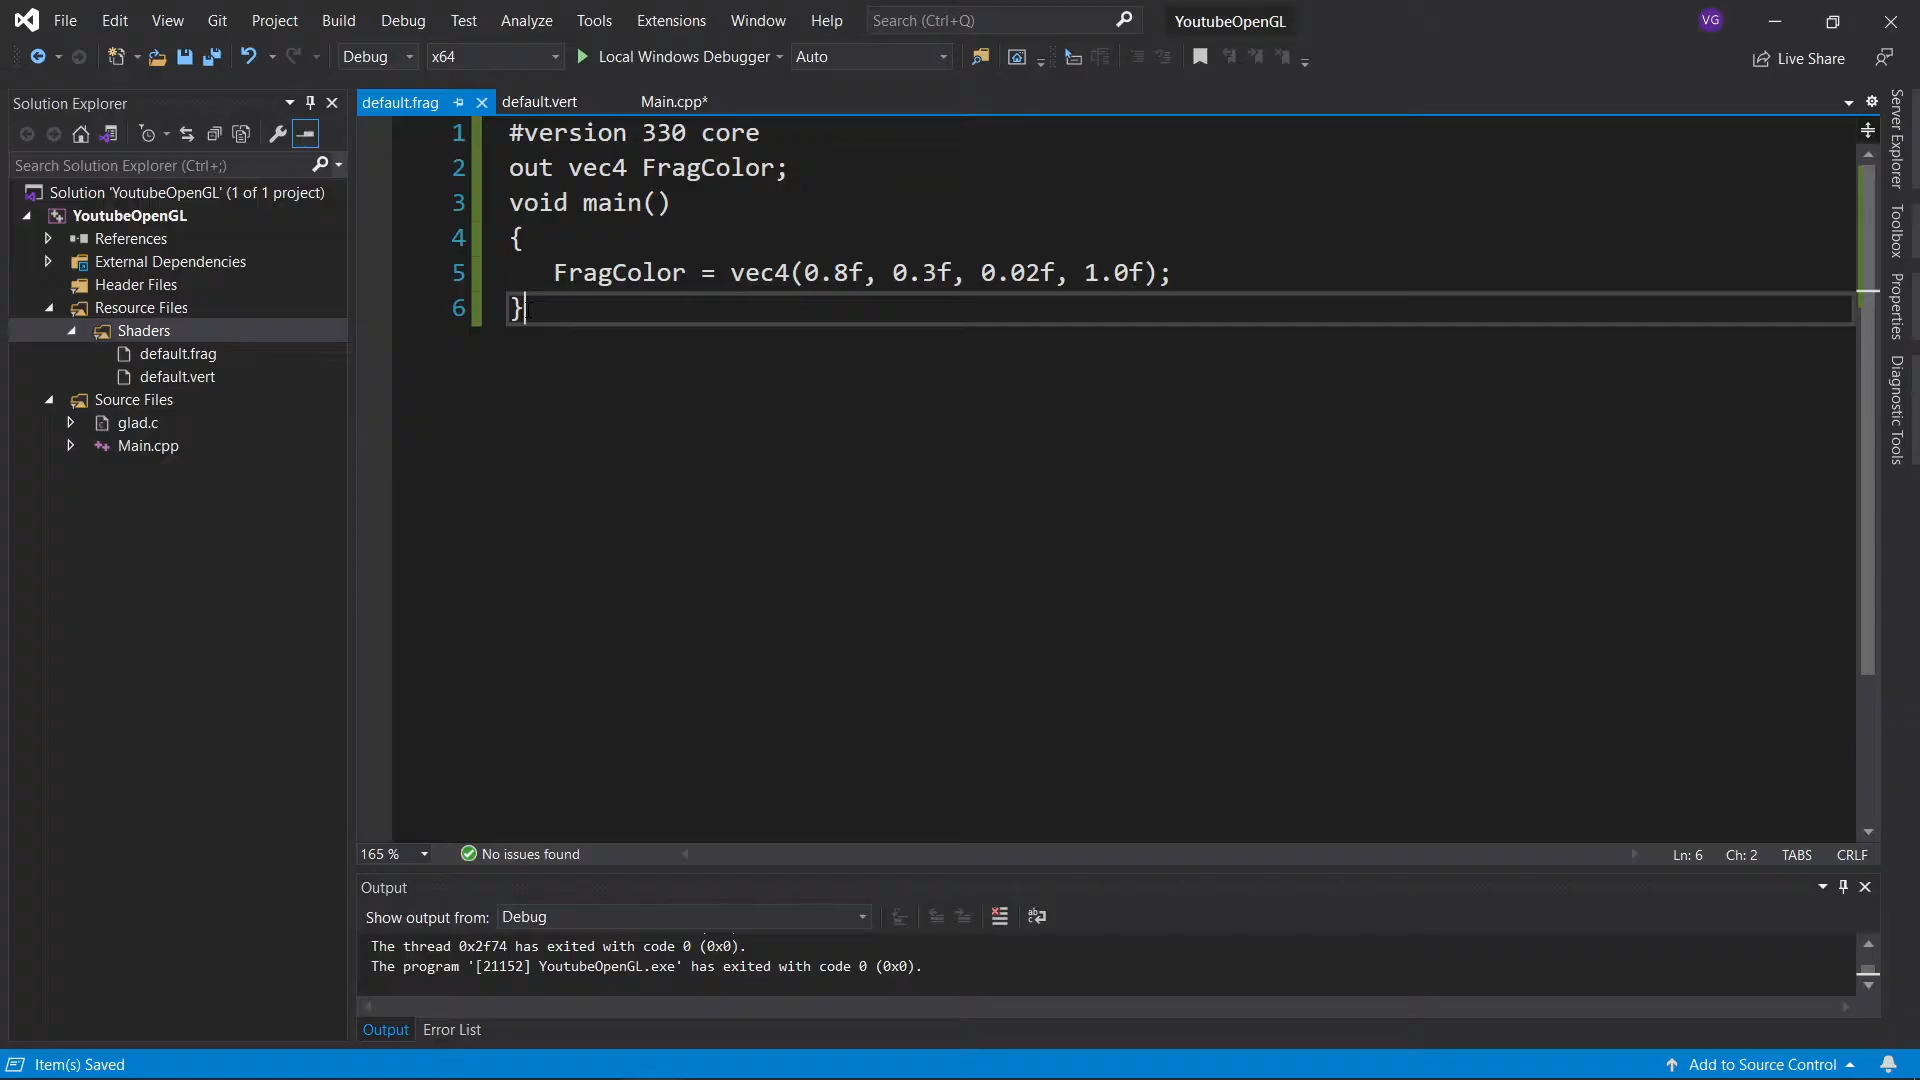 File Edit View Git Project Build Debug Test Analyze Tools Extensions Window Help Search (Ctrl+Q) YoutubeOpenGL VG
Debug x64 Local Windows Debugger Auto Live Share
Solution Explorer
Search Solution Explorer (Ctrl+;)
Solution 'YoutubeOpenGL' (1 of 1 project)
YoutubeOpenGL
References
External Dependencies
Header Files
Resource Files
Shaders
default.frag
default.vert
Source Files
glad.c
Main.cpp
default.frag default.vert Main.cpp*
1 #version 330 core
2 out vec4 FragColor;
3 void main()
4 {
5 FragColor = vec4(0.8f, 0.3f, 0.02f, 1.0f);
6 }
165 % No issues found Ln: 6 Ch: 2 TABS CRLF
Output
Show output from: Debug
The thread 0x2f74 has exited with code 0 (0x0).
The program '[21152] YoutubeOpenGL.exe' has exited with code 0 (0x0).
Output Error List
Server Explorer
Toolbox
Properties
Diagnostic Tools
Item(s) Saved Add to Source Control